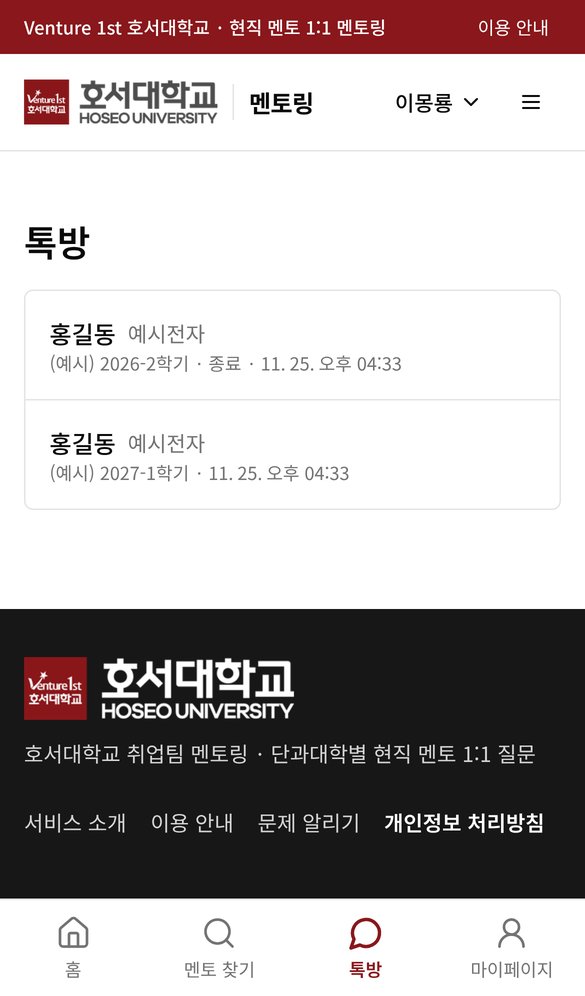 Venture 1st 호서대학교 · 현직 멘토 1:1 멘토링 이용 안내
Venture 1st 호서대학교 호서대학교 HOSEO UNIVERSITY 멘토링 이몽룡
톡방
홍길동 예시전자
(예시) 2026-2학기 · 종료 · 11. 25. 오후 04:33
홍길동 예시전자
(예시) 2027-1학기 · 11. 25. 오후 04:33
Venture 1st 호서대학교 호서대학교 HOSEO UNIVERSITY
호서대학교 취업팀 멘토링 · 단과대학별 현직 멘토 1:1 질문
서비스 소개 이용 안내 문제 알리기 개인정보 처리방침
홈 멘토 찾기 톡방 마이페이지